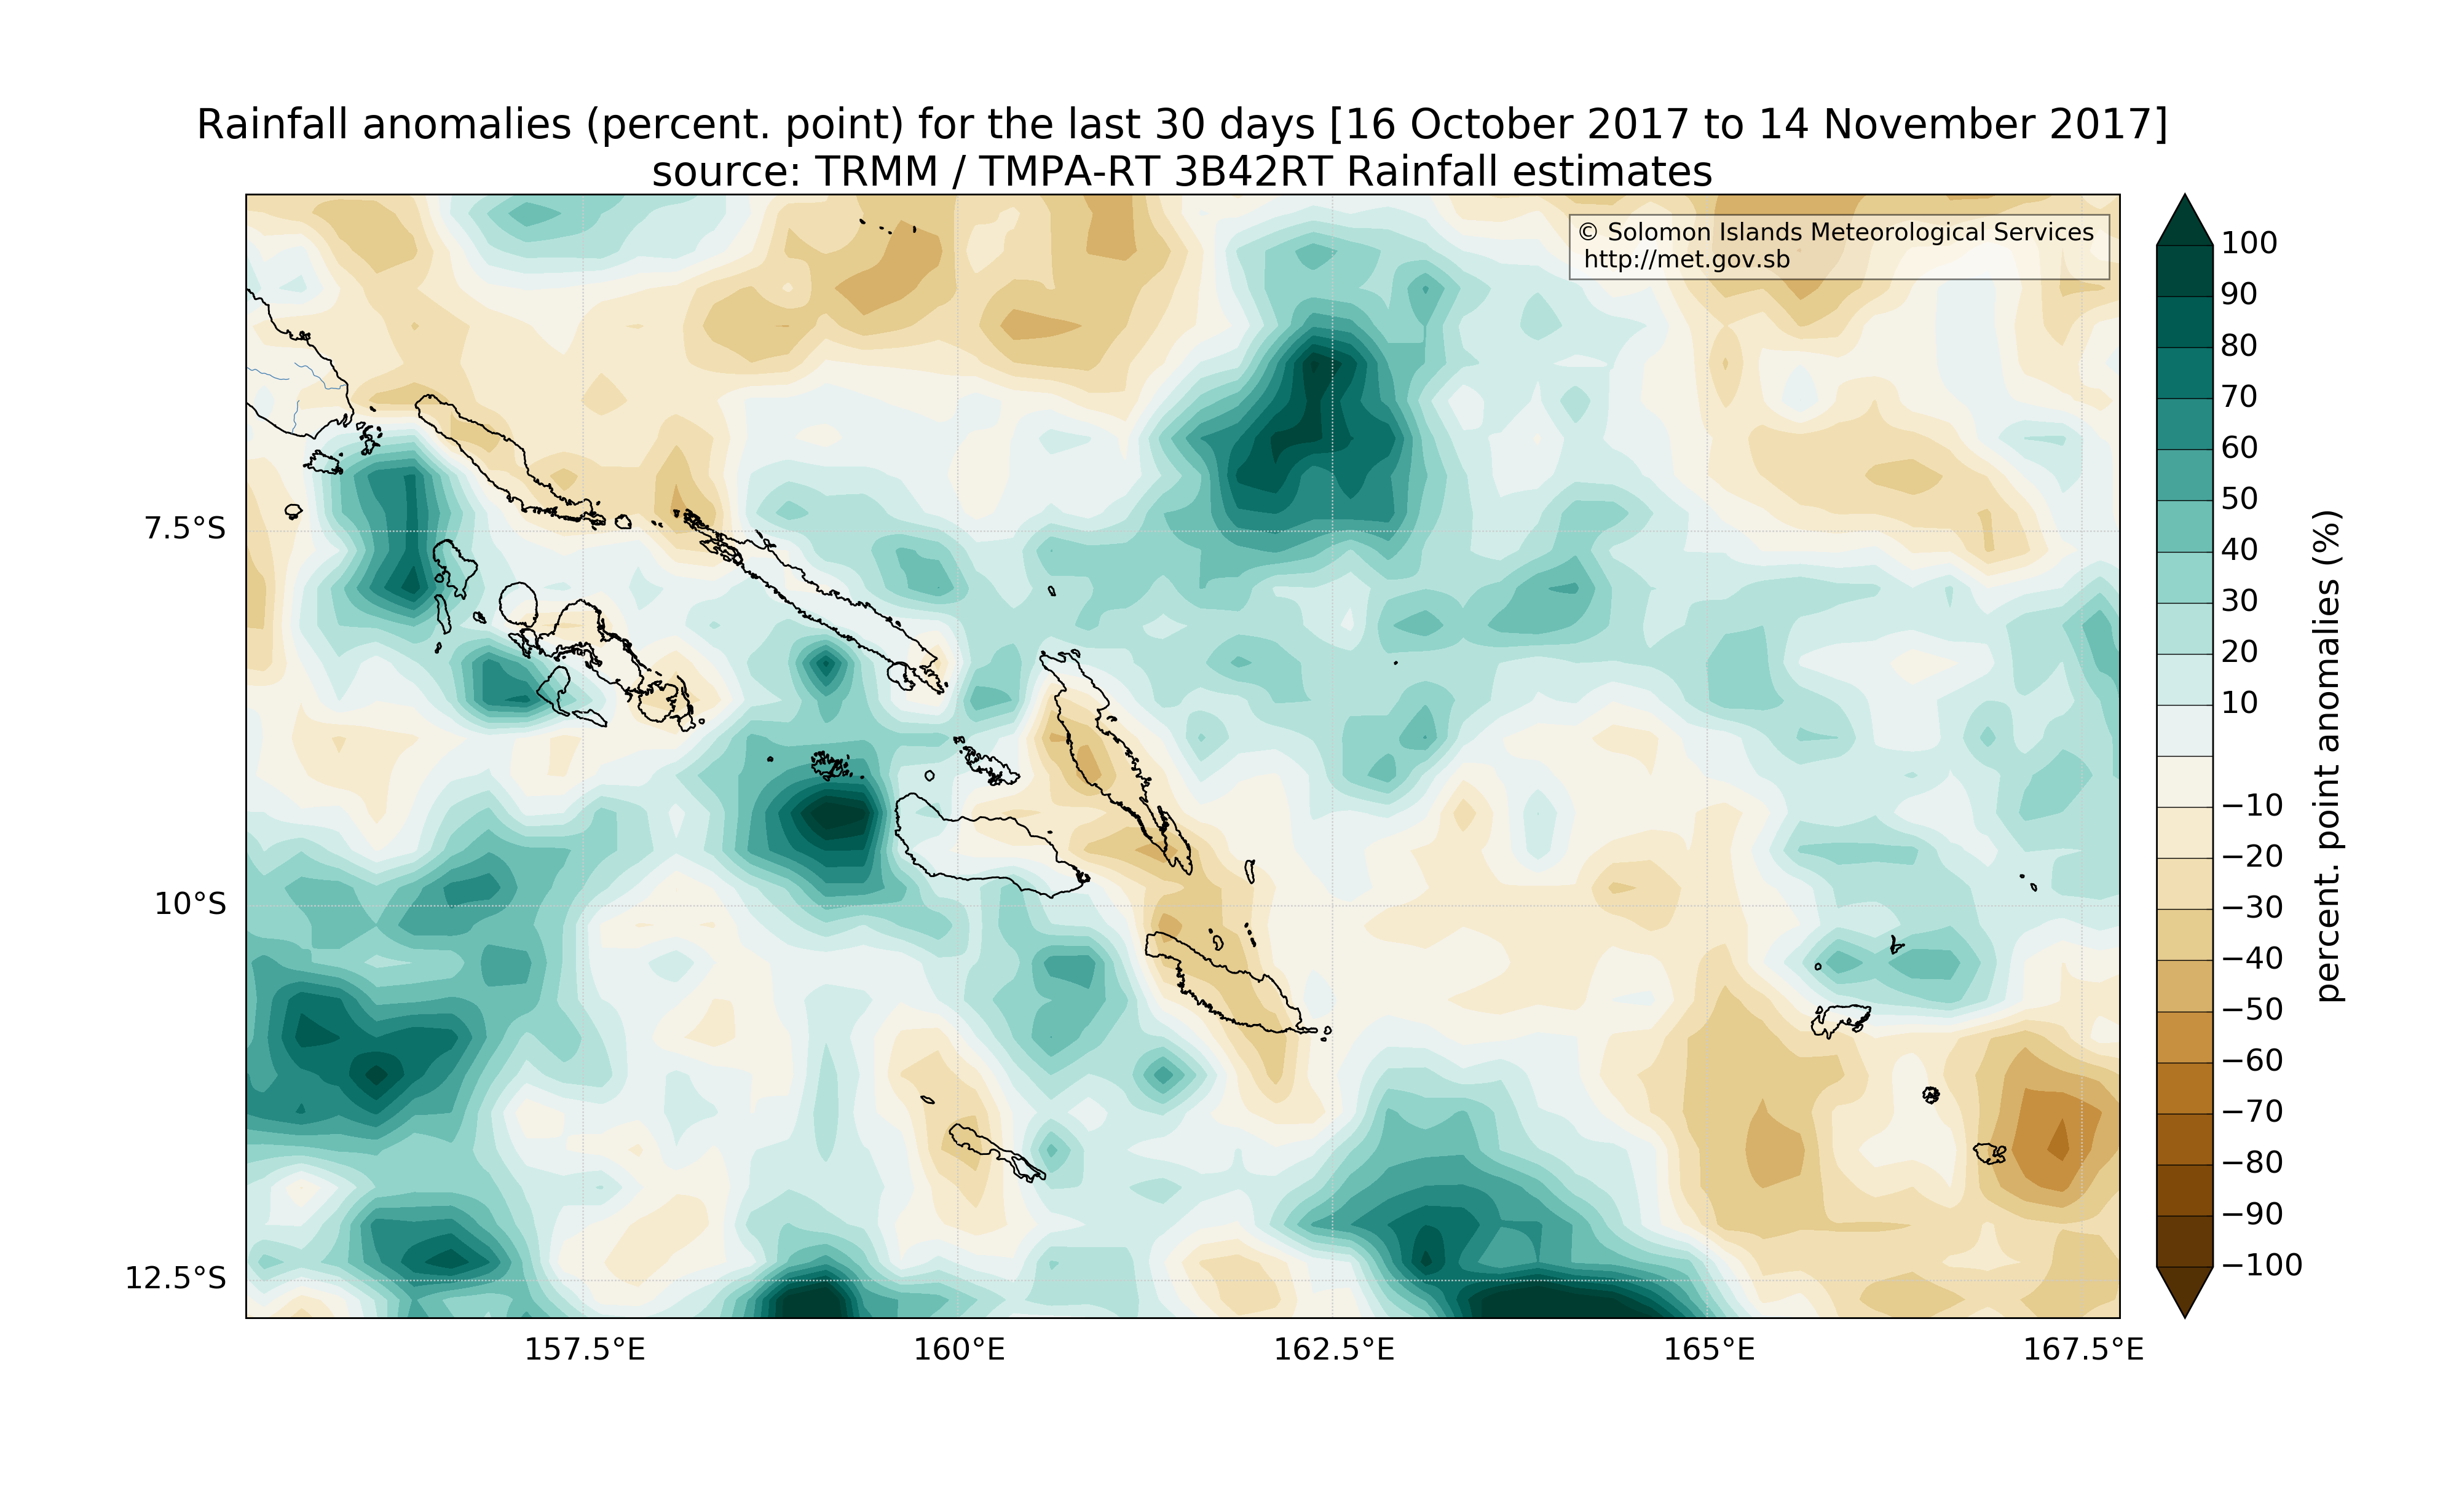 Rainfall anomalies (percent. point) for the last 30 days [16 October 2017 to 14 November 2017]
source: TRMM / TMPA-RT 3B42RT Rainfall estimates
© Solomon Islands Meteorological Services
http://met.gov.sb
7.5°S
10°S
12.5°S
157.5°E
160°E
162.5°E
165°E
167.5°E
100
90
80
70
60
50
40
30
20
10
−10
−20
−30
−40
−50
−60
−70
−80
−90
−100
percent. point anomalies (%)